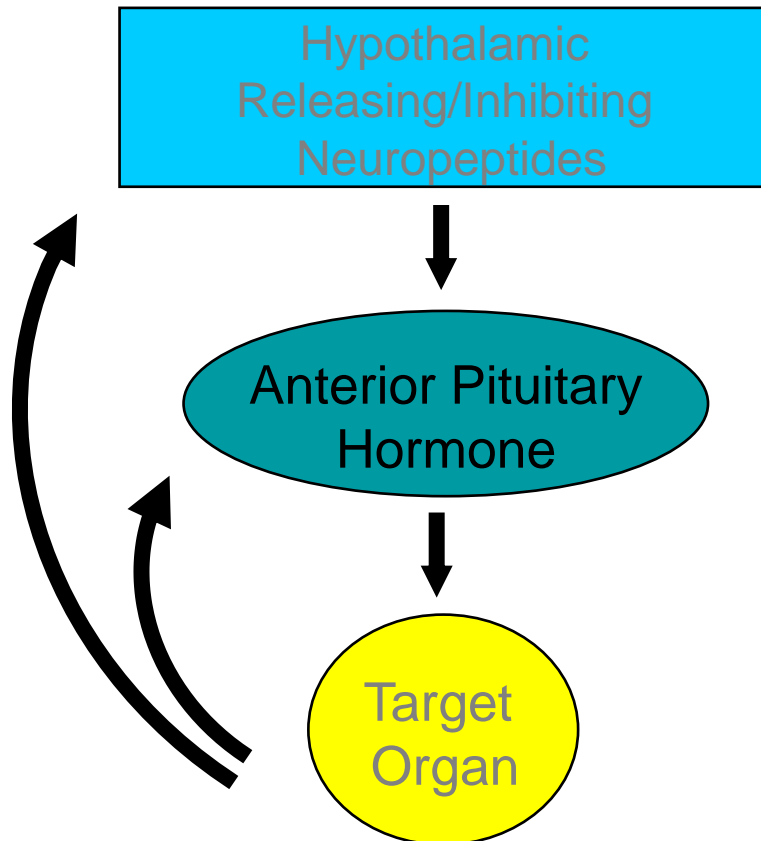 Hypothalamic
Releasing/Inhibiting
Neuropeptides
Anterior Pituitary
Hormone
Target
Organ